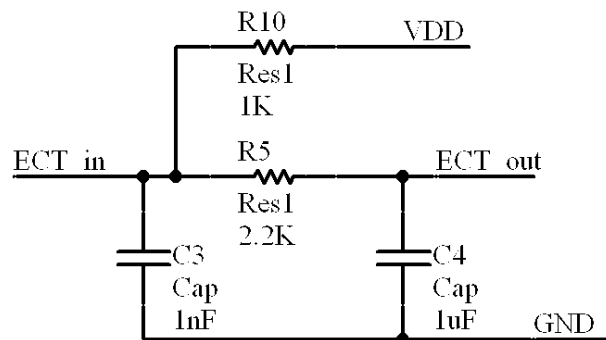 R10
VDD
Res1
1K
ECT in
R5
ECT out
Res1
2.2K
C3
Cap
1nF
C4
Cap
1uF
GND